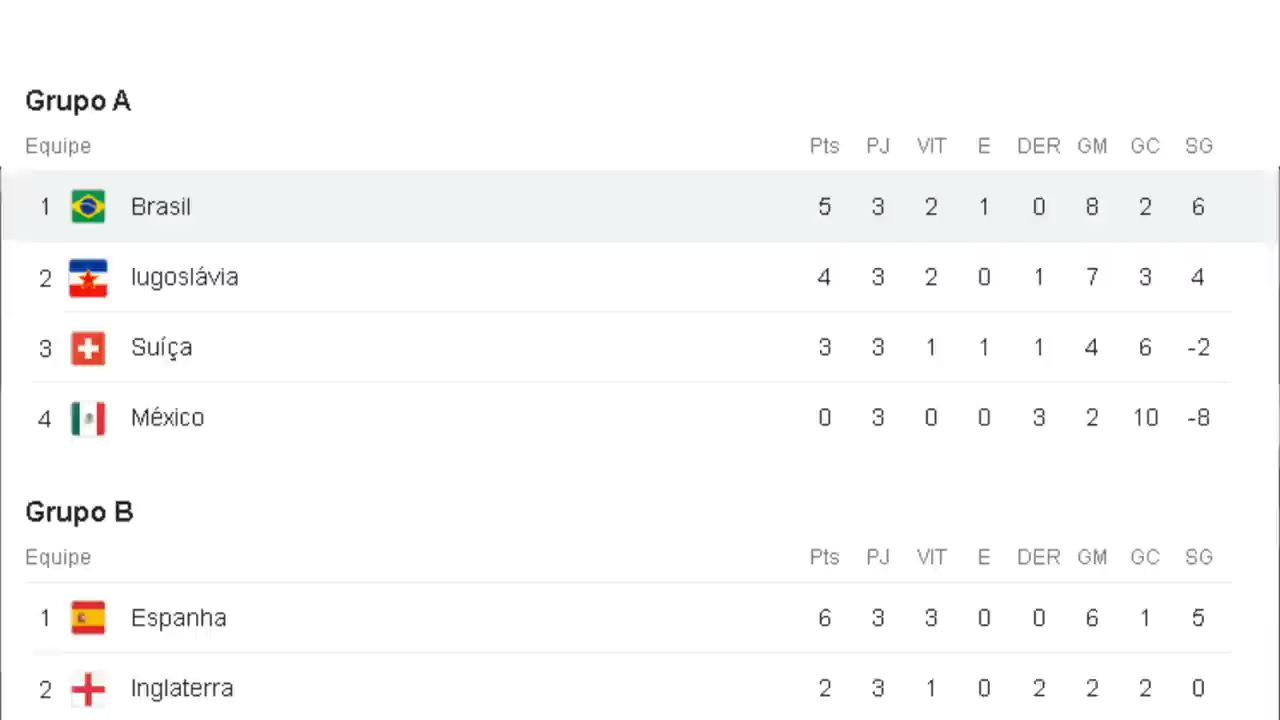 Grupo A
Equipe Pts PJ VIT E DER GM GC SG
1 Brasil 5 3 2 1 0 8 2 6
2 Iugoslávia 4 3 2 0 1 7 3 4
3 Suíça 3 3 1 1 1 4 6 -2
4 México 0 3 0 0 3 2 10 -8
Grupo B
Equipe Pts PJ VIT E DER GM GC SG
1 Espanha 6 3 3 0 0 6 1 5
2 Inglaterra 2 3 1 0 2 2 2 0